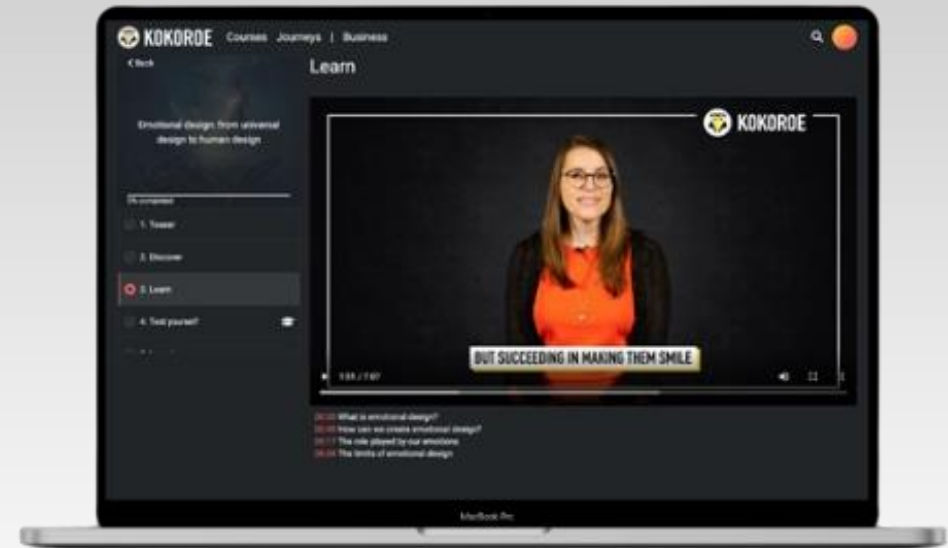 KOKOROE Courses Journeys | Business
< Back
Learn
Emotional design: from universal
design to human design
0% completed
1. Teaser
2. Discover
3. Learn
4. Test yourself
KOKOROE
BUT SUCCEEDING IN MAKING THEM SMILE
What is emotional design?
How can we create emotional design?
The role played by our emotions
The limits of emotional design
MacBook Pro